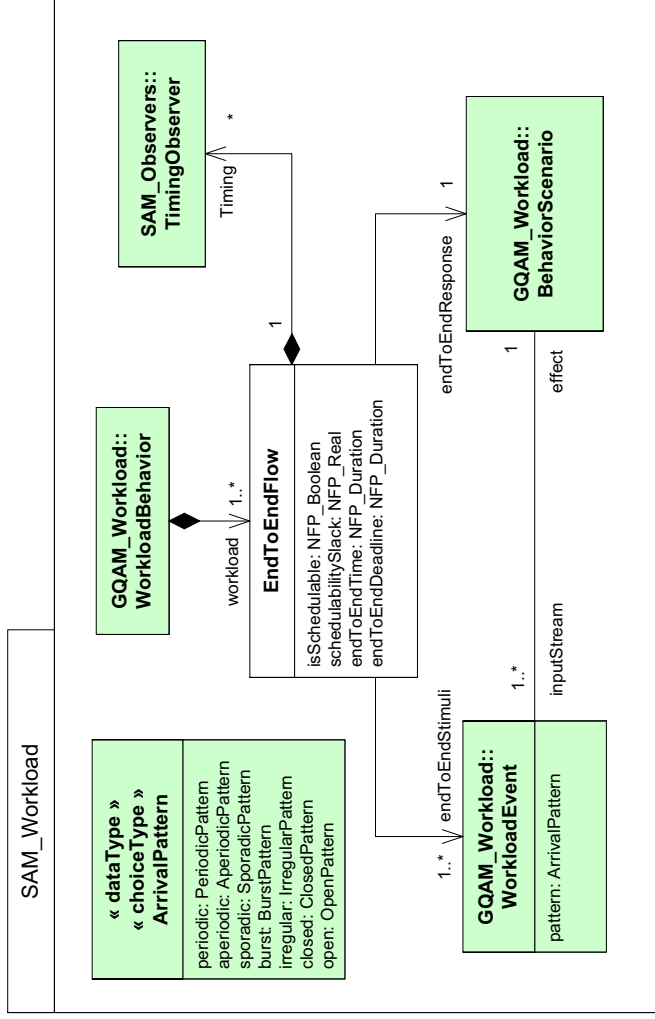 SAM_Workload
« dataType »
« choiceType »
ArrivalPattern
periodic: PeriodicPattern
aperiodic: AperiodicPattern
sporadic: SporadicPattern
burst: BurstPattern
irregular: IrregularPattern
closed: ClosedPattern
open: OpenPattern
GQAM_Workload::
WorkloadBehavior
SAM_Observers::
TimingObserver
workload
1..*
1
Timing
*
EndToEndFlow
isSchedulable: NFP_Boolean
schedulabilitySlack: NFP_Real
endToEndTime: NFP_Duration
endToEndDeadline: NFP_Duration
1..*
endToEndStimuli
endToEndResponse
1
GQAM_Workload::
WorkloadEvent
pattern: ArrivalPattern
1..*
inputStream
1
effect
GQAM_Workload::
BehaviorScenario